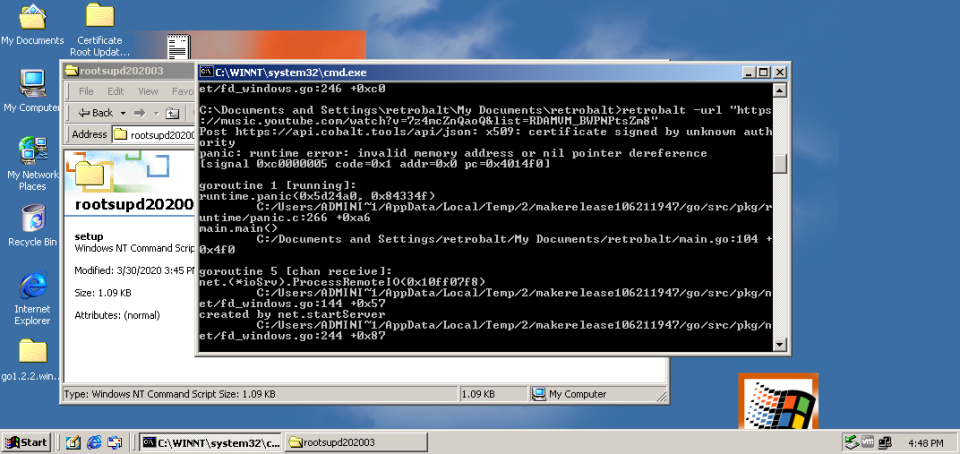 My Documents
Certificate
Root Updat...
My Computer
My Network
Places
Recycle Bin
Internet
Explorer
go1.2.2.win...
rootsupd202003
File Edit View Favo
Back
Address rootsupd20200
rootsupd20200
setup
Windows NT Command Scrip
Modified: 3/30/2020 3:45 PM
Size: 1.09 KB
Attributes: (normal)
Type: Windows NT Command Script Size: 1.09 KB
1.09 KB
My Computer
C:\WINNT\system32\cmd.exe
et/fd_windows.go:246 +0xc0
C:\Documents and Settings\retrobalt\My Documents\retrobalt>retrobalt -url "https
://music.youtube.com/watch?v=7z4mcZnQaoQ&list=RDAMUM_BWPNPtsZm8"
Post https://api.cobalt.tools/api/json: x509: certificate signed by unknown auth
ority
panic: runtime error: invalid memory address or nil pointer dereference
[signal 0xc0000005 code=0x1 addr=0x0 pc=0x4014f0]
goroutine 1 [running]:
runtime.panic(0x5d24a0, 0x84334f)
C:/Users/ADMINI~1/AppData/Local/Temp/2/makerelease106211947/go/src/pkg/r
untime/panic.c:266 +0xa6
main.main()
C:/Documents and Settings/retrobalt/My Documents/retrobalt/main.go:104 +
0x4f0
goroutine 5 [chan receive]:
net.(*ioSrv).ProcessRemoteIO(0x10ff07f8)
C:/Users/ADMINI~1/AppData/Local/Temp/2/makerelease106211947/go/src/pkg/n
et/fd_windows.go:144 +0x57
created by net.startServer
C:/Users/ADMINI~1/AppData/Local/Temp/2/makerelease106211947/go/src/pkg/n
et/fd_windows.go:244 +0x87
Start
C:\WINNT\system32\c...
rootsupd202003
4:48 PM